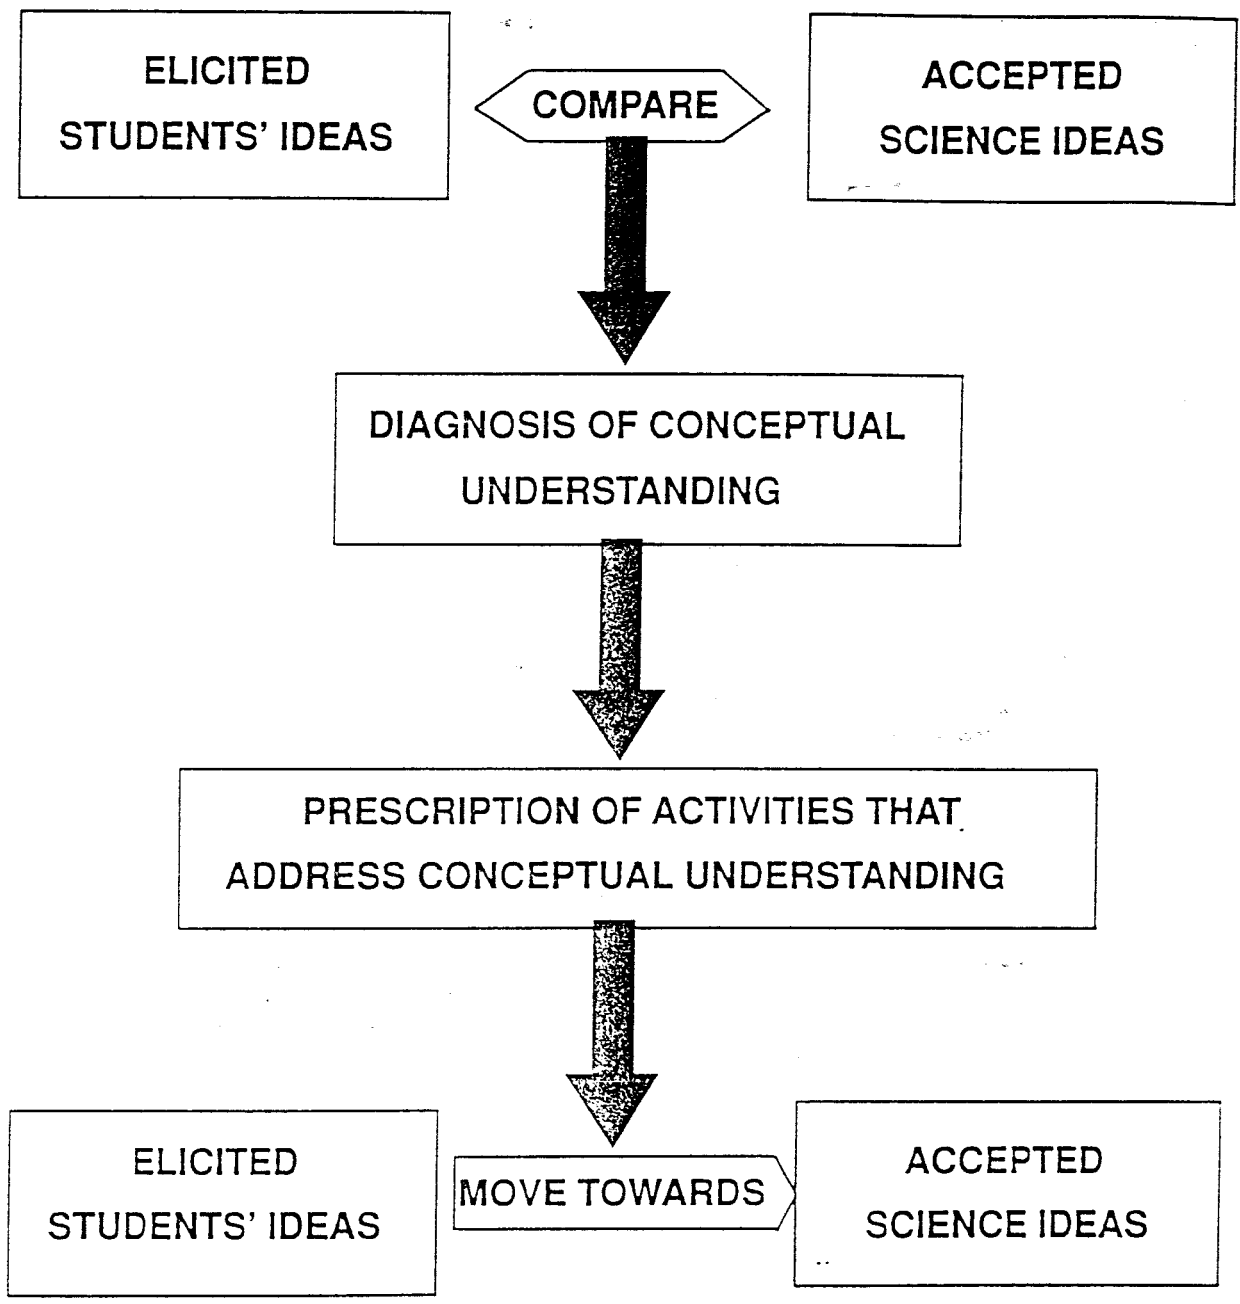 ELICITED
STUDENTS' IDEAS
COMPARE
ACCEPTED
SCIENCE IDEAS
DIAGNOSIS OF CONCEPTUAL
UNDERSTANDING
PRESCRIPTION OF ACTIVITIES THAT
ADDRESS CONCEPTUAL UNDERSTANDING
ELICITED
STUDENTS' IDEAS
MOVE TOWARDS
ACCEPTED
SCIENCE IDEAS